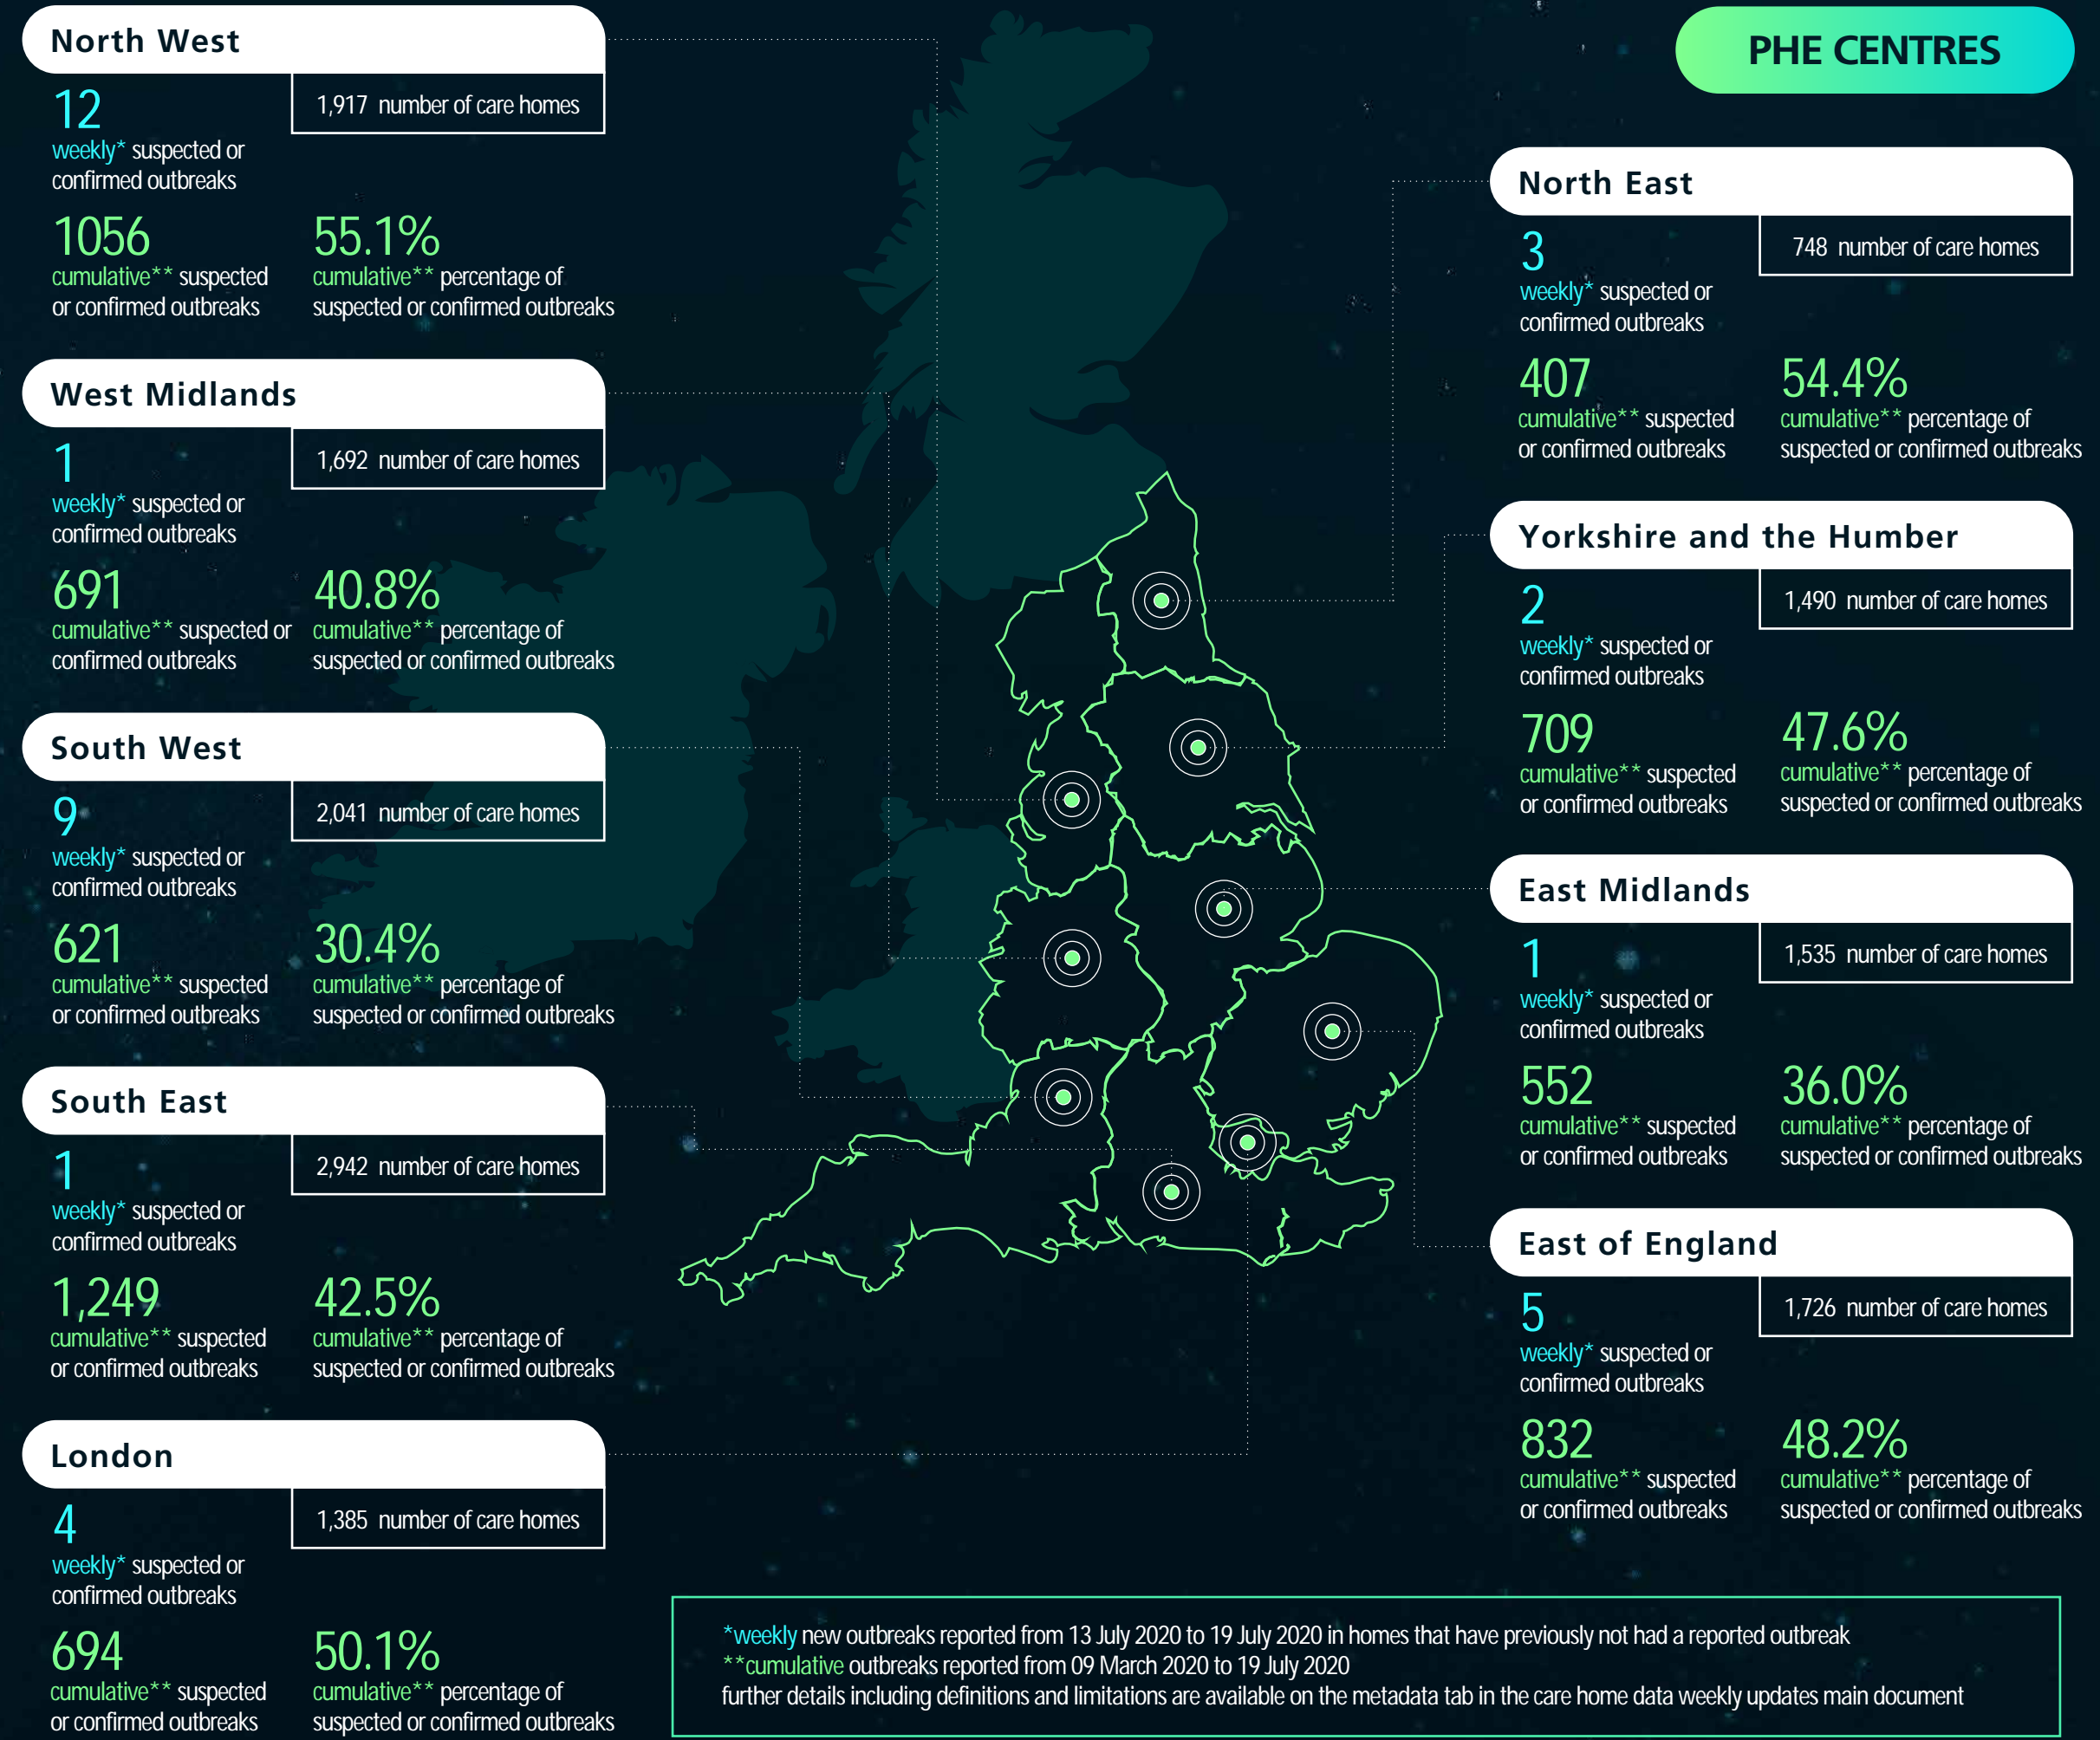 PHE CENTRES
North West
1,917 number of care homes
12
weekly* suspected or
confirmed outbreaks
1056
cumulative** suspected
or confirmed outbreaks
55.1%
cumulative** percentage of
suspected or confirmed outbreaks
West Midlands
1,692 number of care homes
1
weekly* suspected or
confirmed outbreaks
691
cumulative** suspected or
confirmed outbreaks
40.8%
cumulative** percentage of
suspected or confirmed outbreaks
South West
2,041 number of care homes
9
weekly* suspected or
confirmed outbreaks
621
cumulative** suspected
or confirmed outbreaks
30.4%
cumulative** percentage of
suspected or confirmed outbreaks
South East
2,942 number of care homes
1
weekly* suspected or
confirmed outbreaks
1,249
cumulative** suspected
or confirmed outbreaks
42.5%
cumulative** percentage of
suspected or confirmed outbreaks
London
1,385 number of care homes
4
weekly* suspected or
confirmed outbreaks
694
cumulative** suspected
or confirmed outbreaks
50.1%
cumulative** percentage of
suspected or confirmed outbreaks
North East
748 number of care homes
3
weekly* suspected or
confirmed outbreaks
407
cumulative** suspected
or confirmed outbreaks
54.4%
cumulative** percentage of
suspected or confirmed outbreaks
Yorkshire and the Humber
1,490 number of care homes
2
weekly* suspected or
confirmed outbreaks
709
cumulative** suspected
or confirmed outbreaks
47.6%
cumulative** percentage of
suspected or confirmed outbreaks
East Midlands
1,535 number of care homes
1
weekly* suspected or
confirmed outbreaks
552
cumulative** suspected
or confirmed outbreaks
36.0%
cumulative** percentage of
suspected or confirmed outbreaks
East of England
1,726 number of care homes
5
weekly* suspected or
confirmed outbreaks
832
cumulative** suspected
or confirmed outbreaks
48.2%
cumulative** percentage of
suspected or confirmed outbreaks
*weekly new outbreaks reported from 13 July 2020 to 19 July 2020 in homes that have previously not had a reported outbreak
**cumulative outbreaks reported from 09 March 2020 to 19 July 2020
further details including definitions and limitations are available on the metadata tab in the care home data weekly updates main document